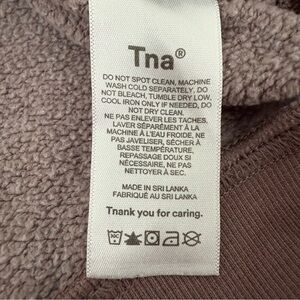 Tna®
DO NOT SPOT CLEAN, MACHINE
WASH COLD SEPARATELY, DO
NOT BLEACH, TUMBLE DRY LOW,
COOL IRON ONLY IF NEEDED, DO
NOT DRY CLEAN.
NE PAS ENLEVER LES TACHES,
LAVER SÉPARÉMENT À LA
MACHINE À L'EAU FROIDE, NE
PAS JAVELISER, SÉCHER À
BASSE TEMPÉRATURE,
REPASSAGE DOUX SI
NÉCESSAIRE, NE PAS
NETTOYER À SEC.
MADE IN SRI LANKA
FABRIQUÉ AU SRI LANKA
Tnank you for caring.